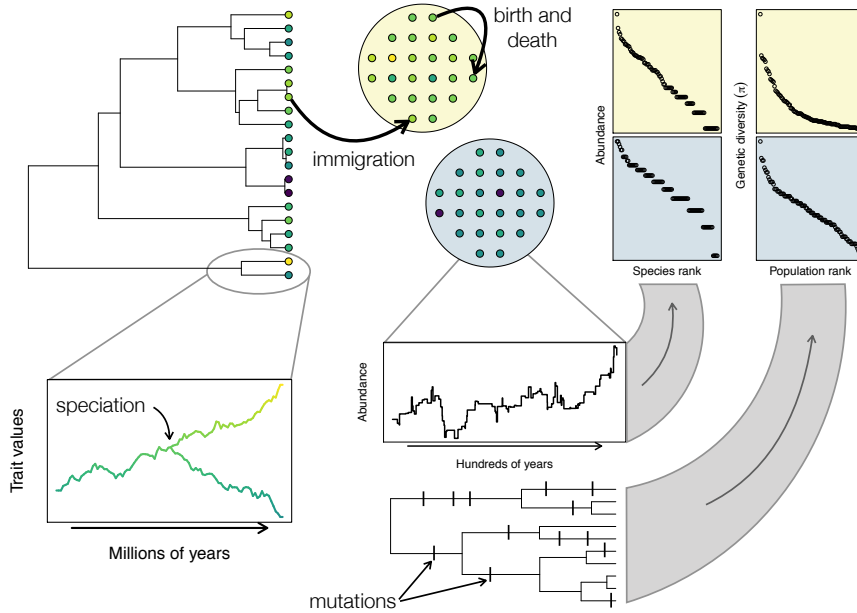 birth and
death
immigration
Abundance
Genetic diversity (π)
Species rank
Population rank
speciation
Trait values
Millions of years
Abundance
Hundreds of years
mutations